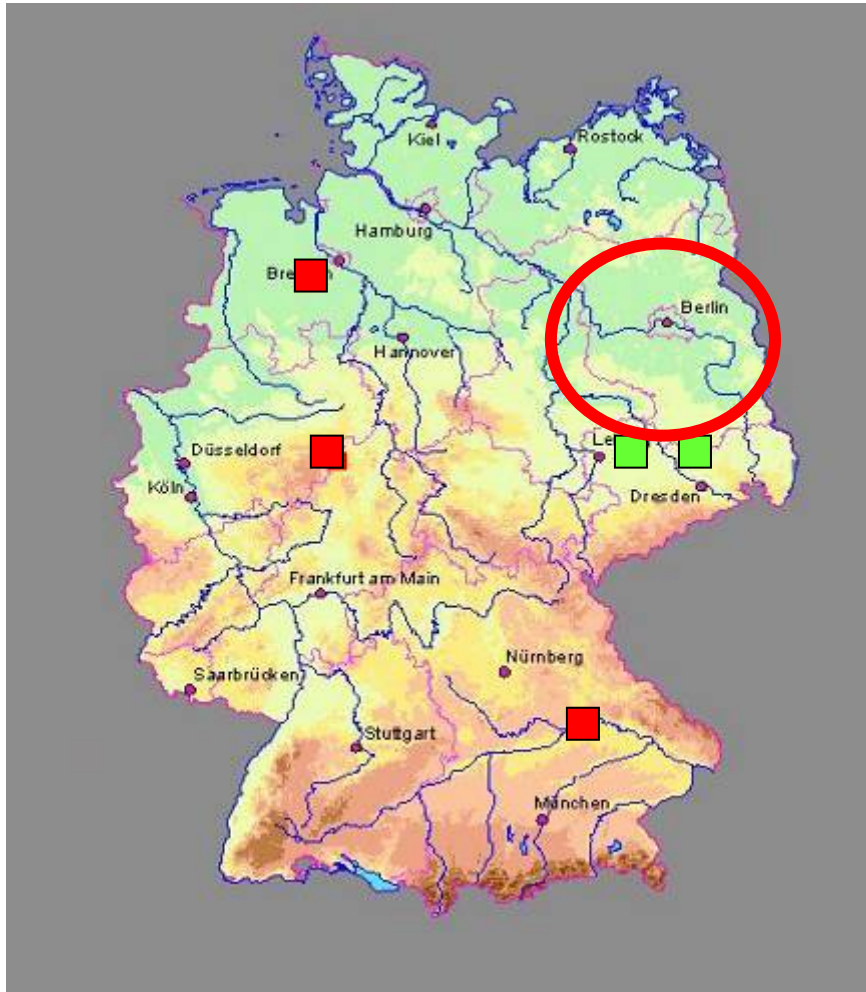 Kiel
Rostock
Hamburg
Berlin
Hannover
Düsseldorf
Köln
Dresden
Frankfurt am Main
Nürnberg
Saarbrücken
Stuttgart
München